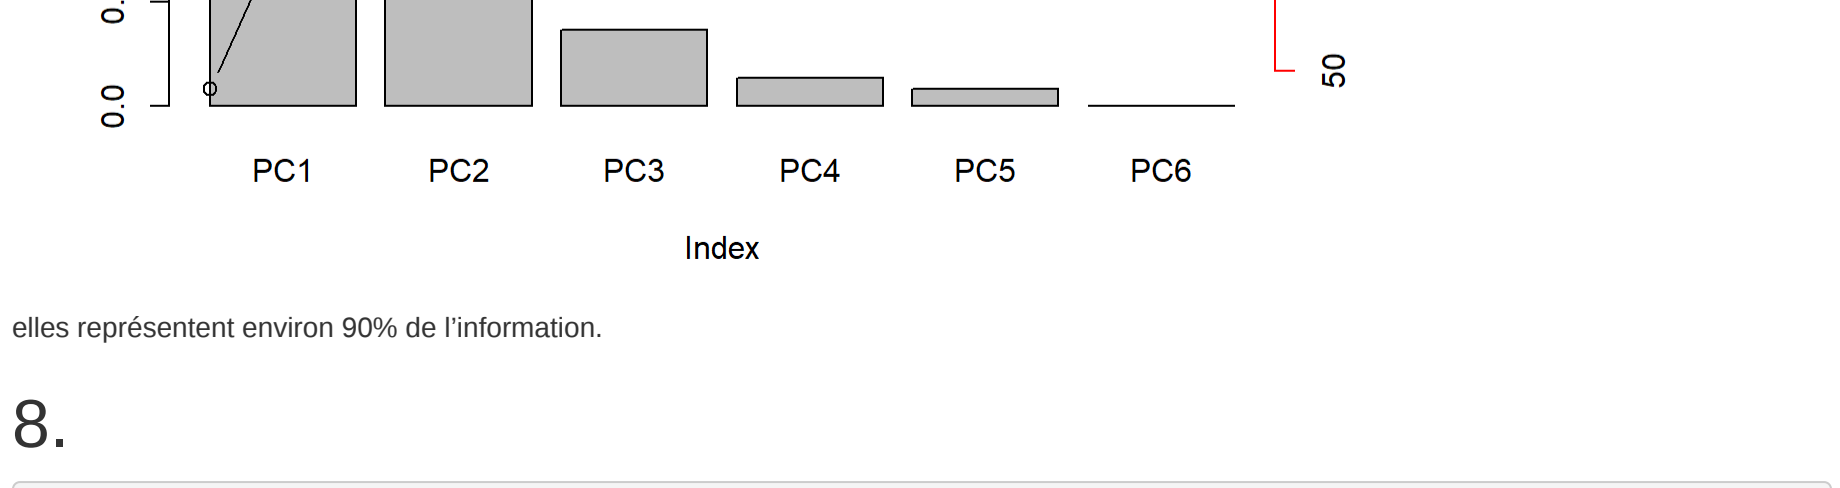 0.0
50
PC1 PC2 PC3 PC4 PC5 PC6
Index
elles représentent environ 90% de l’information.
8.